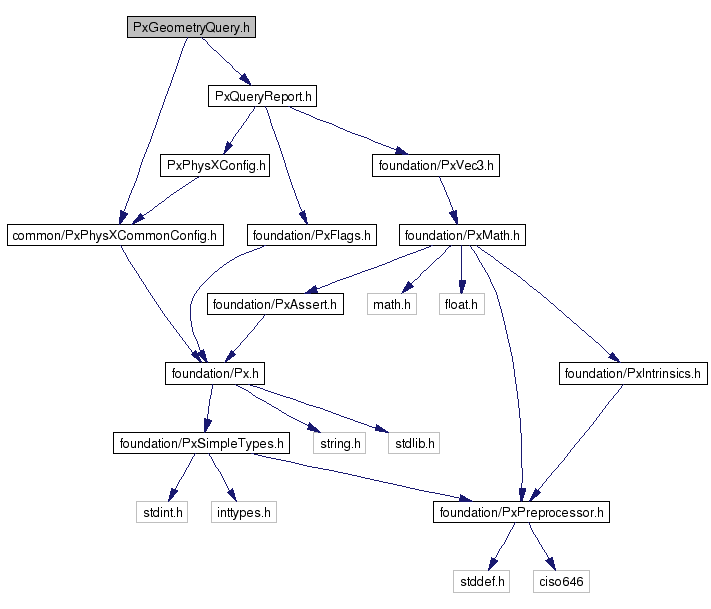 PxGeometryQuery.h
PxQueryReport.h
PxPhysXConfig.h
foundation/PxVec3.h
common/PxPhysXCommonConfig.h
foundation/PxFlags.h
foundation/PxMath.h
foundation/PxAssert.h
math.h
float.h
foundation/Px.h
foundation/PxIntrinsics.h
foundation/PxSimpleTypes.h
string.h
stdlib.h
stdint.h
inttypes.h
foundation/PxPreprocessor.h
stddef.h
ciso646